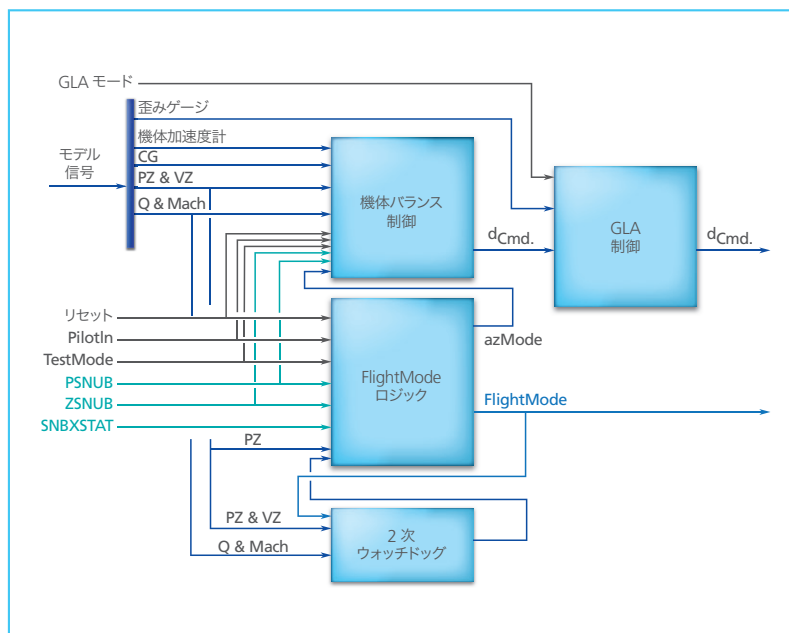 GLA モード
歪みゲージ
機体加速度計
CG
モデル
信号
PZ & VZ
Q & Mach
機体バランス
制御
GLA
制御
dCmd.
dCmd.
リセット
PilotIn
TestMode
PSNUB
ZSNUB
SNBXSTAT
azMode
FlightMode
ロジック
FlightMode
PZ
PZ & VZ
Q & Mach
2 次
ウォッチドッグ